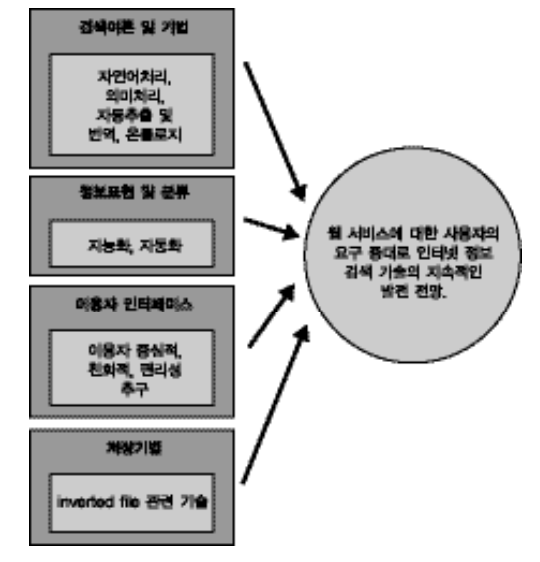 검색이론 및 기법
자연어처리,
의미처리,
자동추출 및
번역, 온톨로지
정보표현 및 분류
지능화, 자동화
이용자 인터페이스
이용자 중심적,
친화적, 편리성
추구
저장기법
inverted file 관련 기술
웹 서비스에 대한 사용자의
요구 증대로 인터넷 정보
검색 기술의 지속적인
발전 전망.